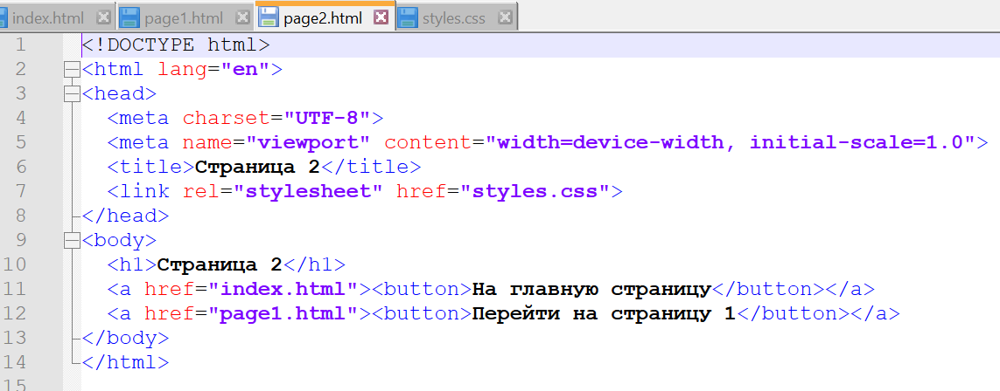 index.html page1.html page2.html styles.css
1 <!DOCTYPE html>
2 <html lang="en">
3 <head>
4 <meta charset="UTF-8">
5 <meta name="viewport" content="width=device-width, initial-scale=1.0">
6 <title>Страница 2</title>
7 <link rel="stylesheet" href="styles.css">
8 </head>
9 <body>
10 <h1>Страница 2</h1>
11 <a href="index.html"><button>На главную страницу</button></a>
12 <a href="page1.html"><button>Перейти на страницу 1</button></a>
13 </body>
14 </html>
15